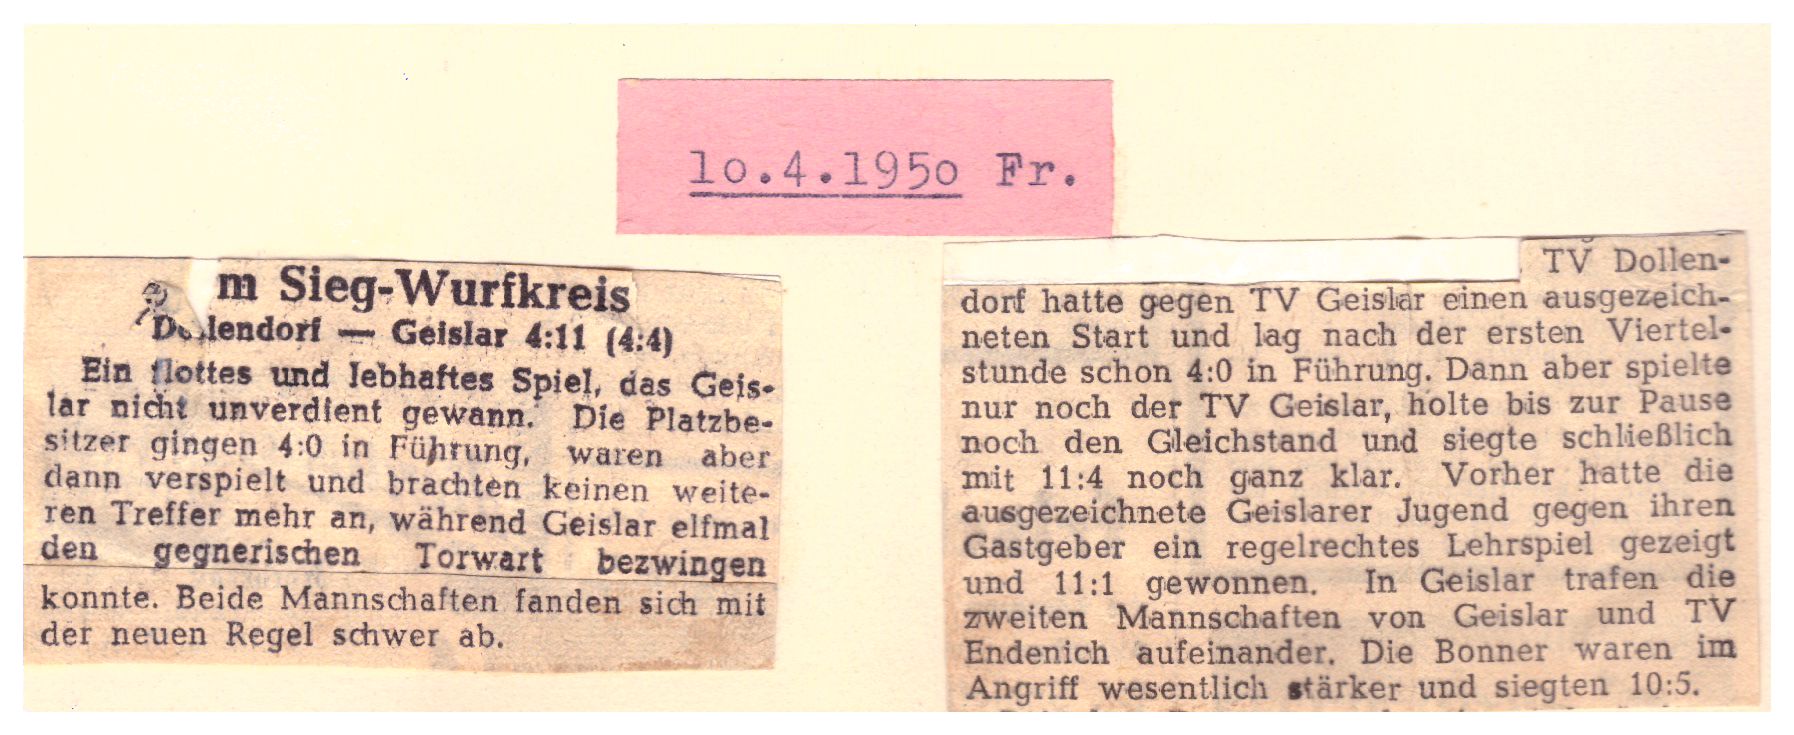 10.4.1950 Fr.
m Sieg-Wurfkreis
Dollendorf — Geislar 4:11 (4:4)
Ein flottes und lebhaftes Spiel, das Geis-
lar nicht unverdient gewann. Die Platzbe-
sitzer gingen 4:0 in Führung, waren aber
dann verspielt und brachten keinen weite-
ren Treffer mehr an, während Geislar elfmal
den gegnerischen Torwart bezwingen
konnte. Beide Mannschaften fanden sich mit
der neuen Regel schwer ab.
TV Dollen-
dorf hatte gegen TV Geislar einen ausgezeich-
neten Start und lag nach der ersten Viertel-
stunde schon 4:0 in Führung. Dann aber spielte
nur noch der TV Geislar, holte bis zur Pause
noch den Gleichstand und siegte schließlich
mit 11:4 noch ganz klar. Vorher hatte die
ausgezeichnete Geislarer Jugend gegen ihren
Gastgeber ein regelrechtes Lehrspiel gezeigt
und 11:1 gewonnen. In Geislar trafen die
zweiten Mannschaften von Geislar und TV
Endenich aufeinander. Die Bonner waren im
Angriff wesentlich stärker und siegten 10:5.